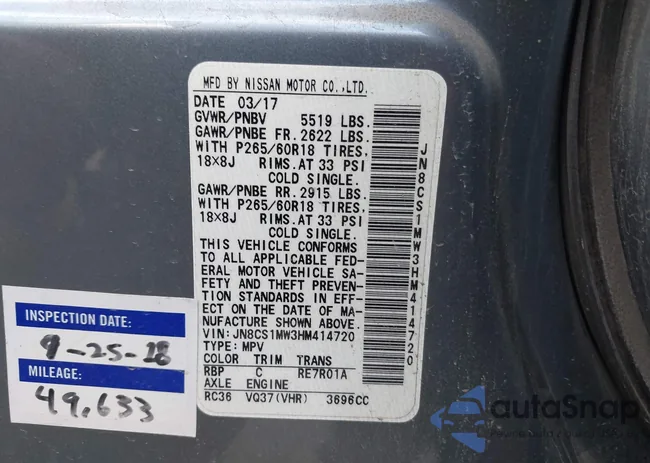 MFD BY NISSAN MOTOR CO.,LTD.
DATE 03/17
GVWR/PNBV 5519 LBS.
GAWR/PNBE FR. 2622 LBS.
WITH P265/60R18 TIRES.
18x8J RIMS.AT 33 PSI
COLD SINGLE.
GAWR/PNBE RR. 2915 LBS.
WITH P265/60R18 TIRES.
18x8J RIMS.AT 33 PSI
COLD SINGLE.
THIS VEHICLE CONFORMS
TO ALL APPLICABLE FED-
ERAL MOTOR VEHICLE SA-
FETY AND THEFT PREVEN-
TION STANDARDS IN EFF-
ECT ON THE DATE OF MA-
NUFACTURE SHOWN ABOVE.
VIN: JN8CS1MW3HM414720
TYPE: MPV
COLOR TRIM TRANS
RBP C RE7R01A
AXLE ENGINE
RC36 VQ37(VHR) 3696CC
JN8CS1MW3HM414720
INSPECTION DATE:
9-25-28
MILEAGE:
49,633
autoSnap